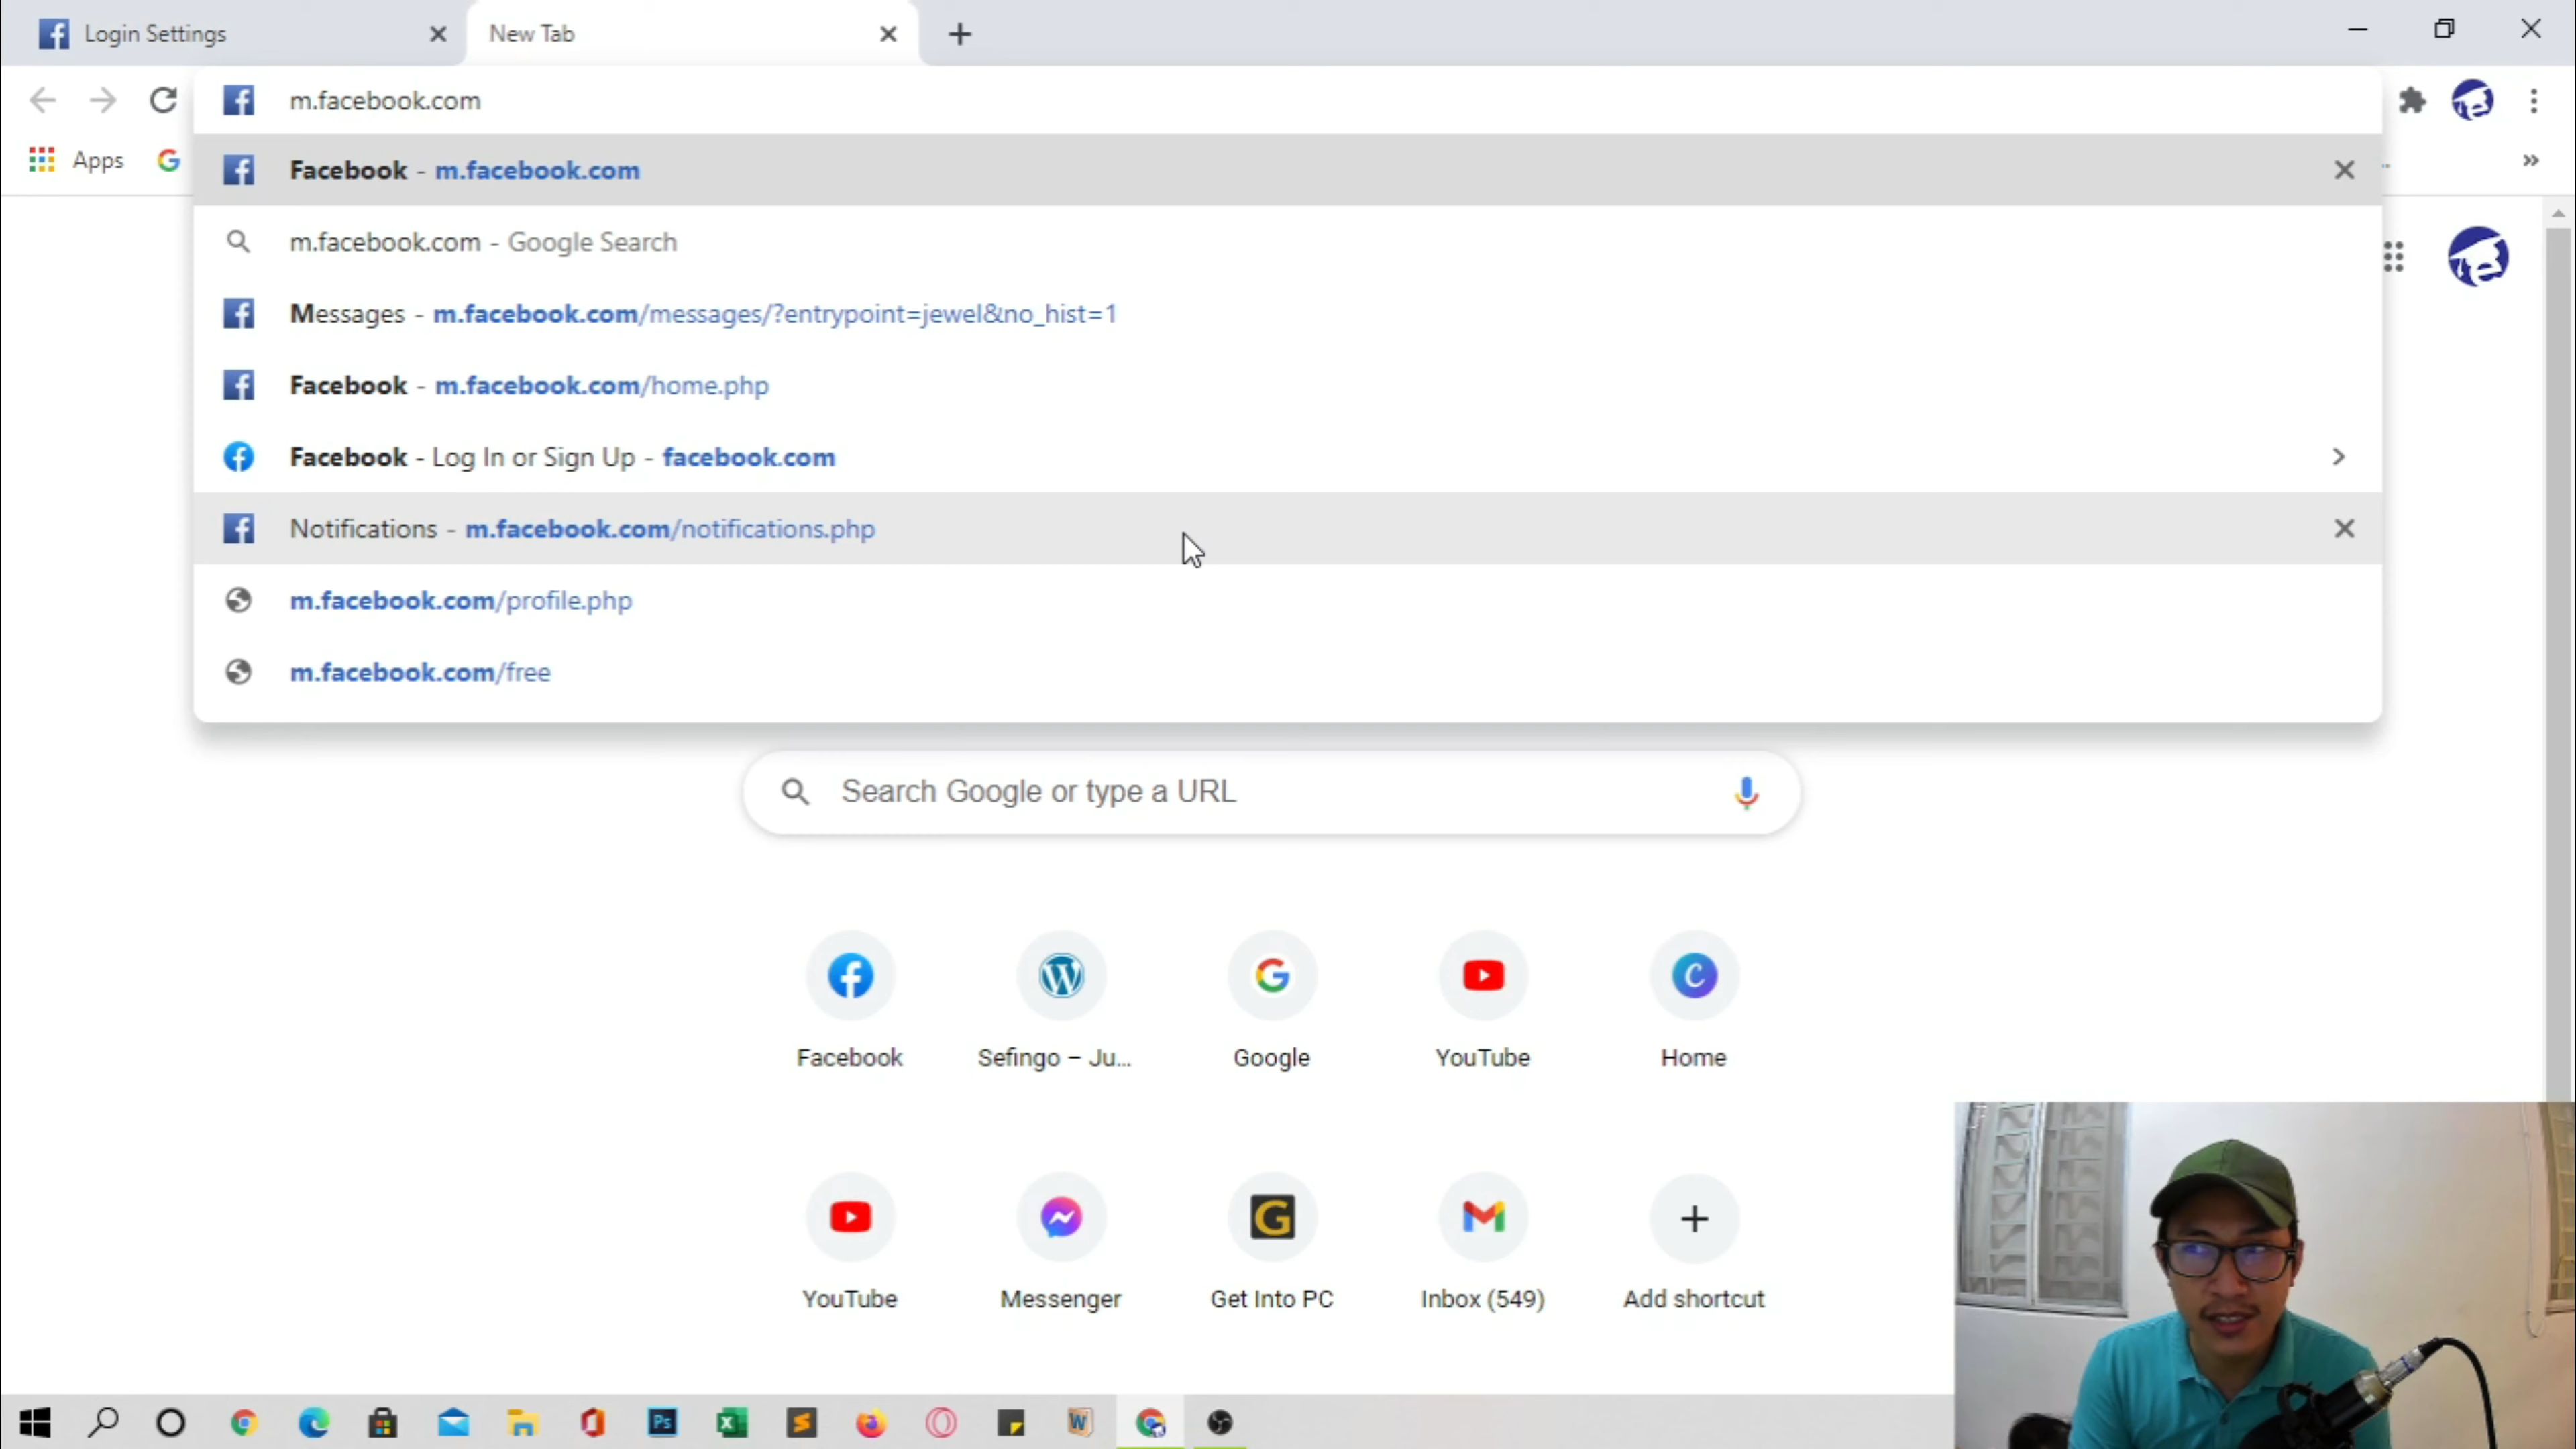 Login Settings
New Tab
m.facebook.com
Apps
Facebook - m.facebook.com
m.facebook.com - Google Search
Messages - m.facebook.com/messages/?entrypoint=jewel&no_hist=1
Facebook - m.facebook.com/home.php
Facebook - Log In or Sign Up - facebook.com
Notifications - m.facebook.com/notifications.php
m.facebook.com/profile.php
m.facebook.com/free
Search Google or type a URL
Facebook
Sefingo – Ju...
Google
YouTube
Home
YouTube
Messenger
Get Into PC
Inbox (549)
Add shortcut